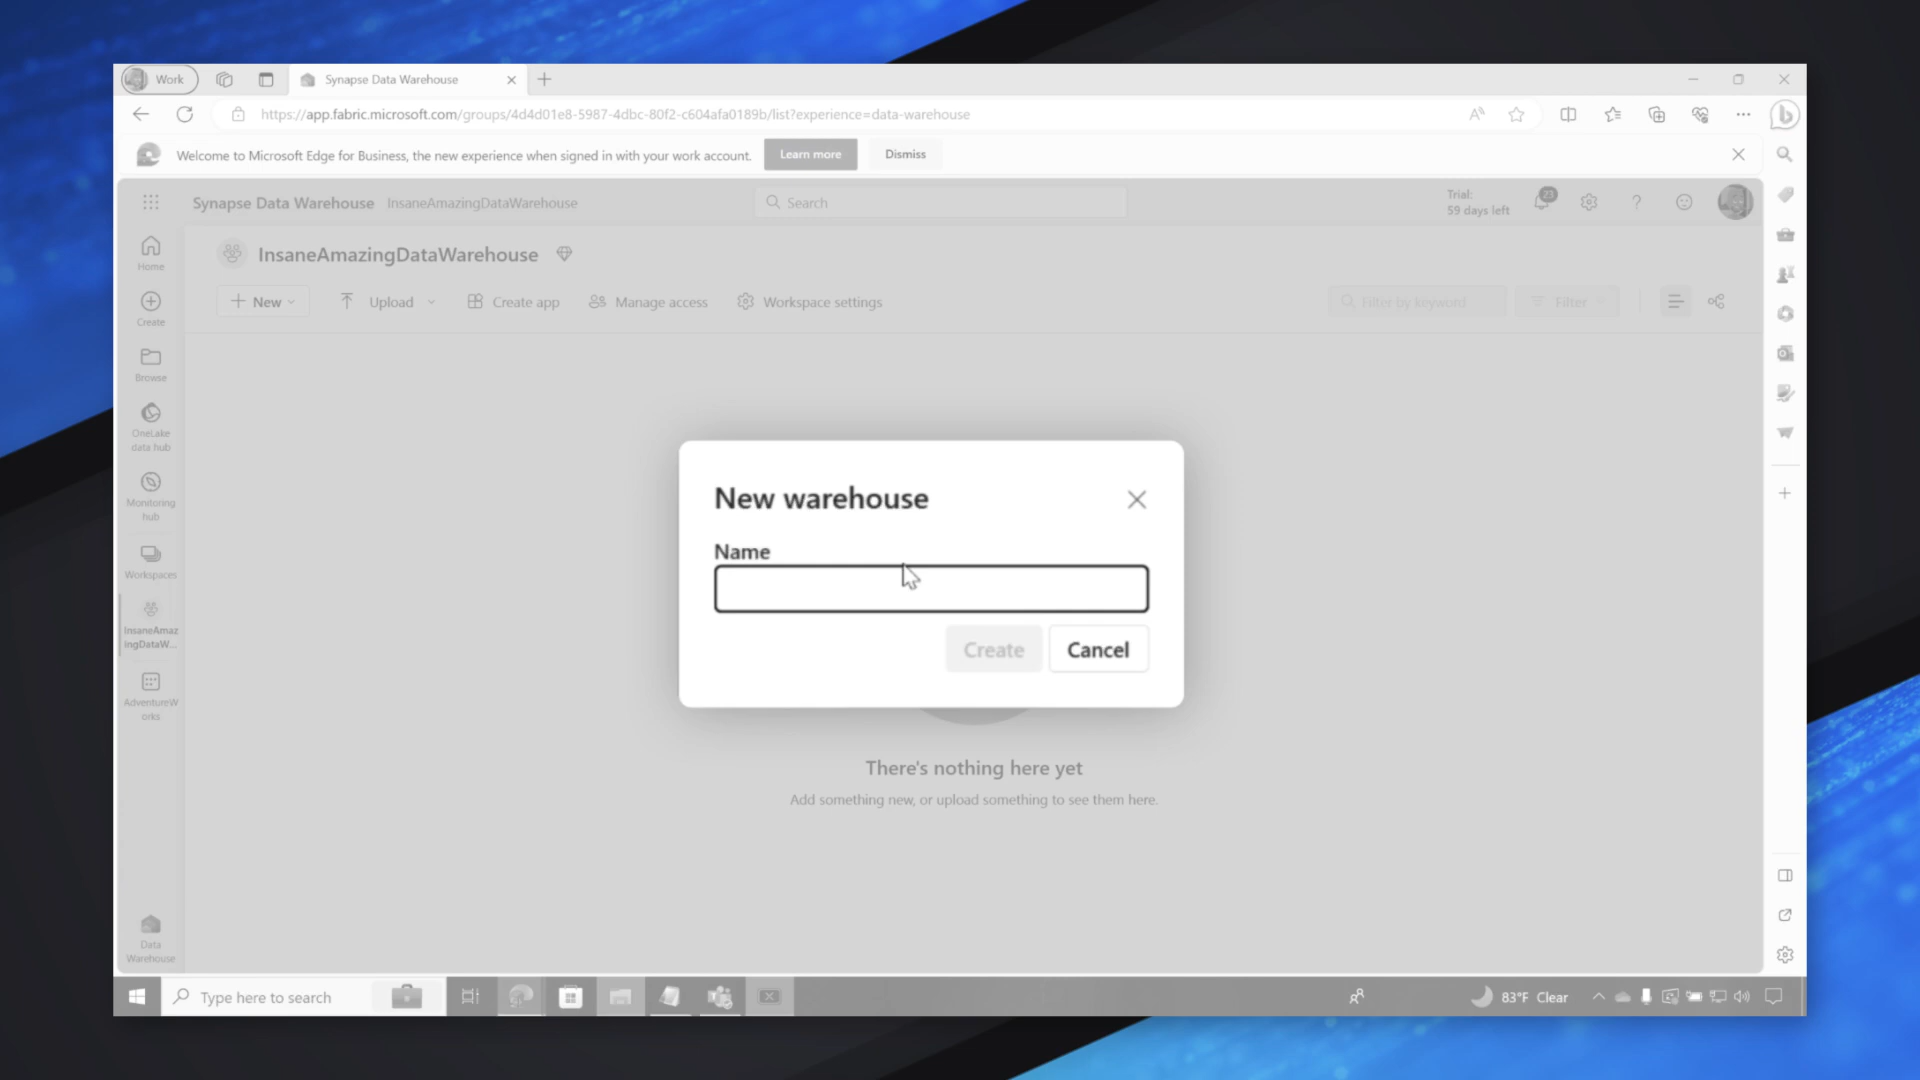 Work
Synapse Data Warehouse
https://app.fabric.microsoft.com/groups/4d4d01e8-5987-4dbc-80f2-c604afa0189b/list?experience=data-warehouse
Welcome to Microsoft Edge for Business, the new experience when signed in with your work account.
Learn more
Dismiss
Synapse Data Warehouse
InsaneAmazingDataWarehouse
Search
Trial:
59 days left
23
Home
Create
Browse
OneLake
data hub
Monitoring
hub
Workspaces
InsaneAmaz
ingDataW...
AdventureW
orks
Data
Warehouse
InsaneAmazingDataWarehouse
New
Upload
Create app
Manage access
Workspace settings
Filter by keyword
Filter
New warehouse
Name
Create
Cancel
There's nothing here yet
Add something new, or upload something to see them here.
Type here to search
83°F Clear